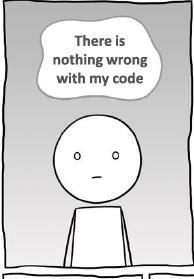 There is
nothing wrong
with my code